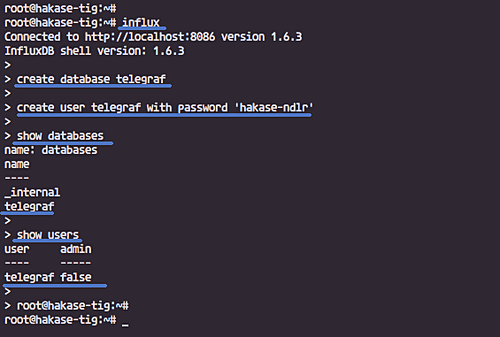 root@hakase-tig:~#
root@hakase-tig:~# influx
Connected to http://localhost:8086 version 1.6.3
InfluxDB shell version: 1.6.3
>
> create database telegraf
>
> create user telegraf with password 'hakase-ndlr'
>
> show databases
name: databases
name
----
_internal
telegraf
>
> show users
user     admin
----     -----
telegraf false
>
> root@hakase-tig:~#
root@hakase-tig:~# _